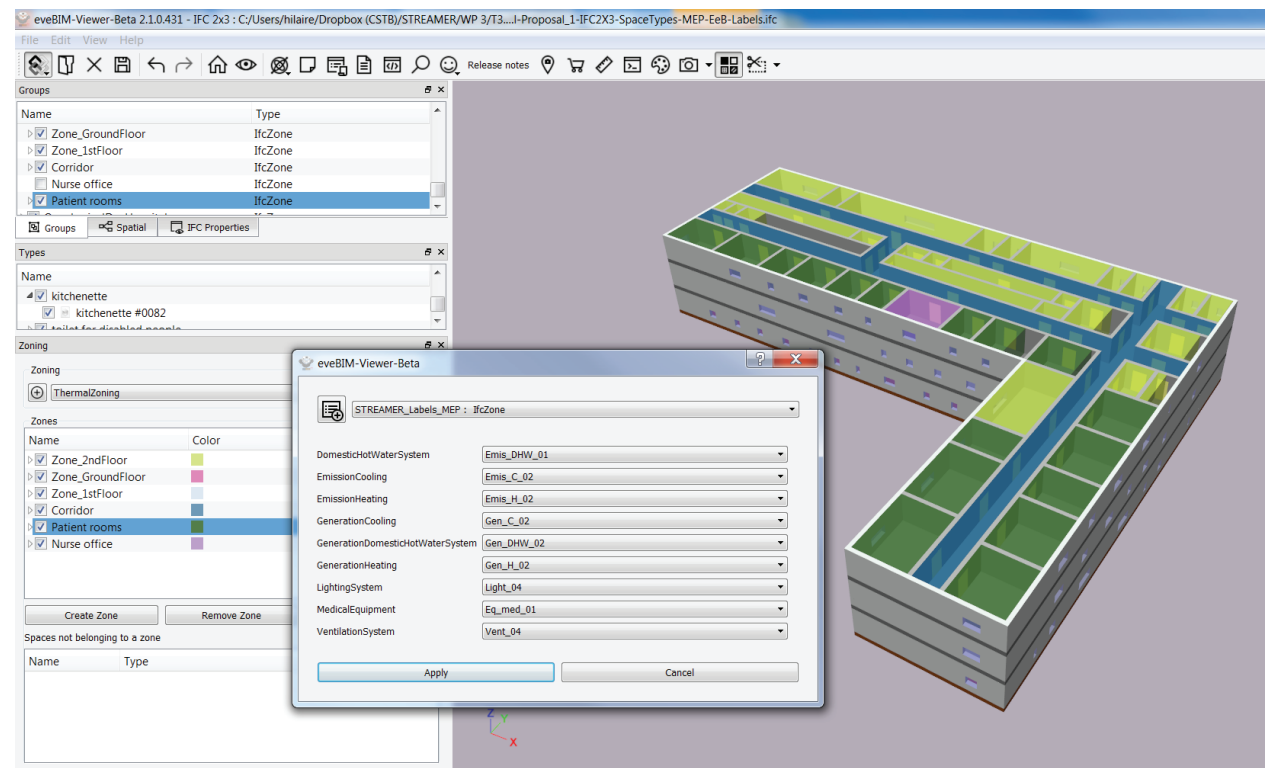 eveBIM-Viewer-Beta 2.1.0.431 - IFC 2x3 : C:/Users/hilaire/Dropbox (CSTB)/STREAMER/WP 3/T3....I-Proposal_1-IFC2X3-SpaceTypes-MEP-EeB-Labels.ifc
File Edit View Help
Release notes
Groups
Name Type
Zone_GroundFloor IfcZone
Zone_1stFloor IfcZone
Corridor IfcZone
Nurse office IfcZone
Patient rooms IfcZone
Groups Spatial IFC Properties
Types
Name
kitchenette
kitchenette #0082
toilet for disabled people
Zoning
Zoning
ThermalZoning
Zones
Name Color
Zone_2ndFloor
Zone_GroundFloor
Zone_1stFloor
Corridor
Patient rooms
Nurse office
Create Zone Remove Zone
Spaces not belonging to a zone
Name Type
eveBIM-Viewer-Beta
STREAMER_Labels_MEP : IfcZone
DomesticHotWaterSystem Emis_DHW_01
EmissionCooling Emis_C_02
EmissionHeating Emis_H_02
GenerationCooling Gen_C_02
GenerationDomesticHotWaterSystem Gen_DHW_02
GenerationHeating Gen_H_02
LightingSystem Light_04
MedicalEquipment Eq_med_01
VentilationSystem Vent_04
Apply Cancel
Z
Y
X